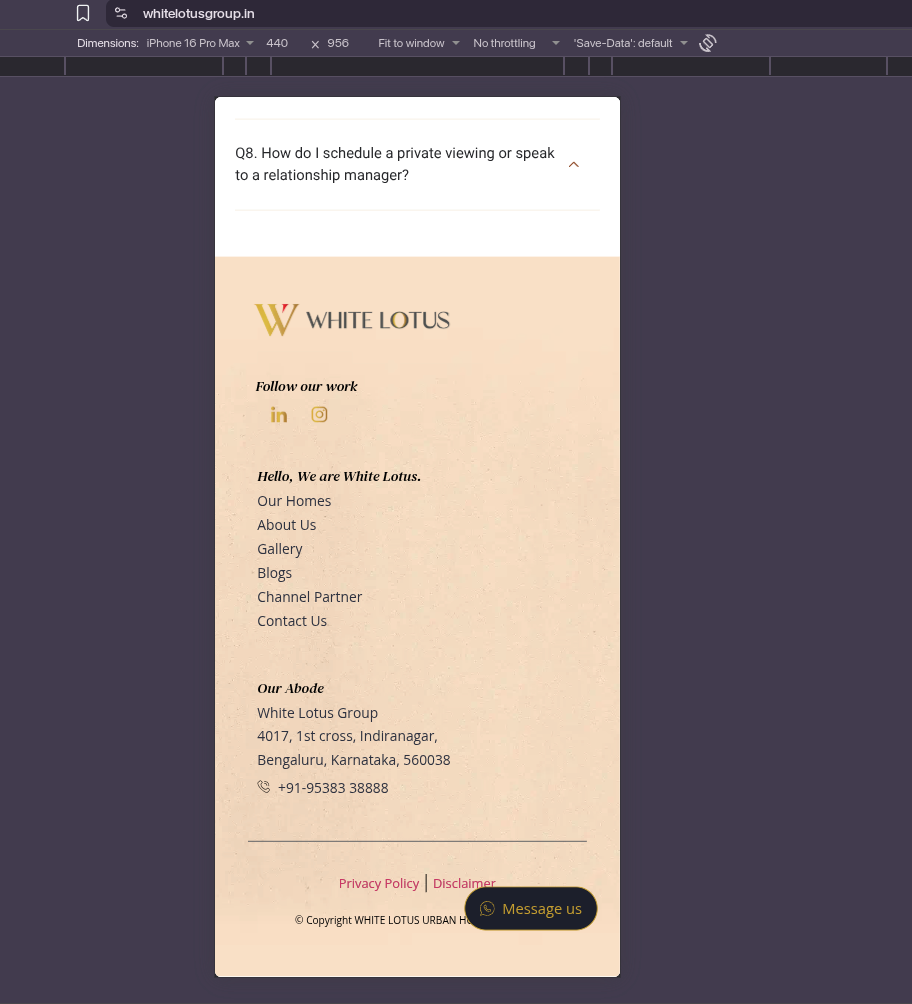 whitelotusgroup.in
Dimensions: iPhone 16 Pro Max 440 x 956 Fit to window No throttling 'Save-Data': default
Q8. How do I schedule a private viewing or speak
to a relationship manager?
WHITE LOTUS
Follow our work
in
Hello, We are White Lotus.
Our Homes
About Us
Gallery
Blogs
Channel Partner
Contact Us
Our Abode
White Lotus Group
4017, 1st cross, Indiranagar,
Bengaluru, Karnataka, 560038
+91-95383 38888
Privacy Policy | Disclaimer
© Copyright WHITE LOTUS URBAN
Message us